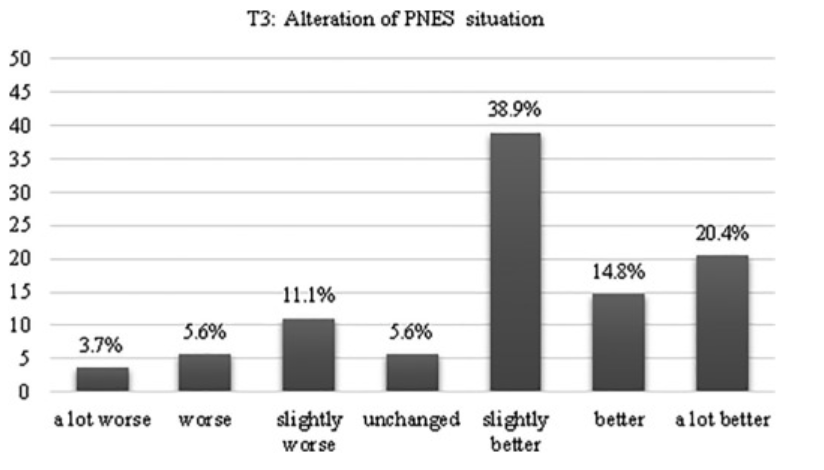 T3: Alteration of PNES situation
50
45
40
35
30
25
20
15
10
5
0
3.7%
5.6%
11.1%
5.6%
38.9%
14.8%
20.4%
a lot worse
worse
slightly
worse
unchanged
slightly
better
better
a lot better